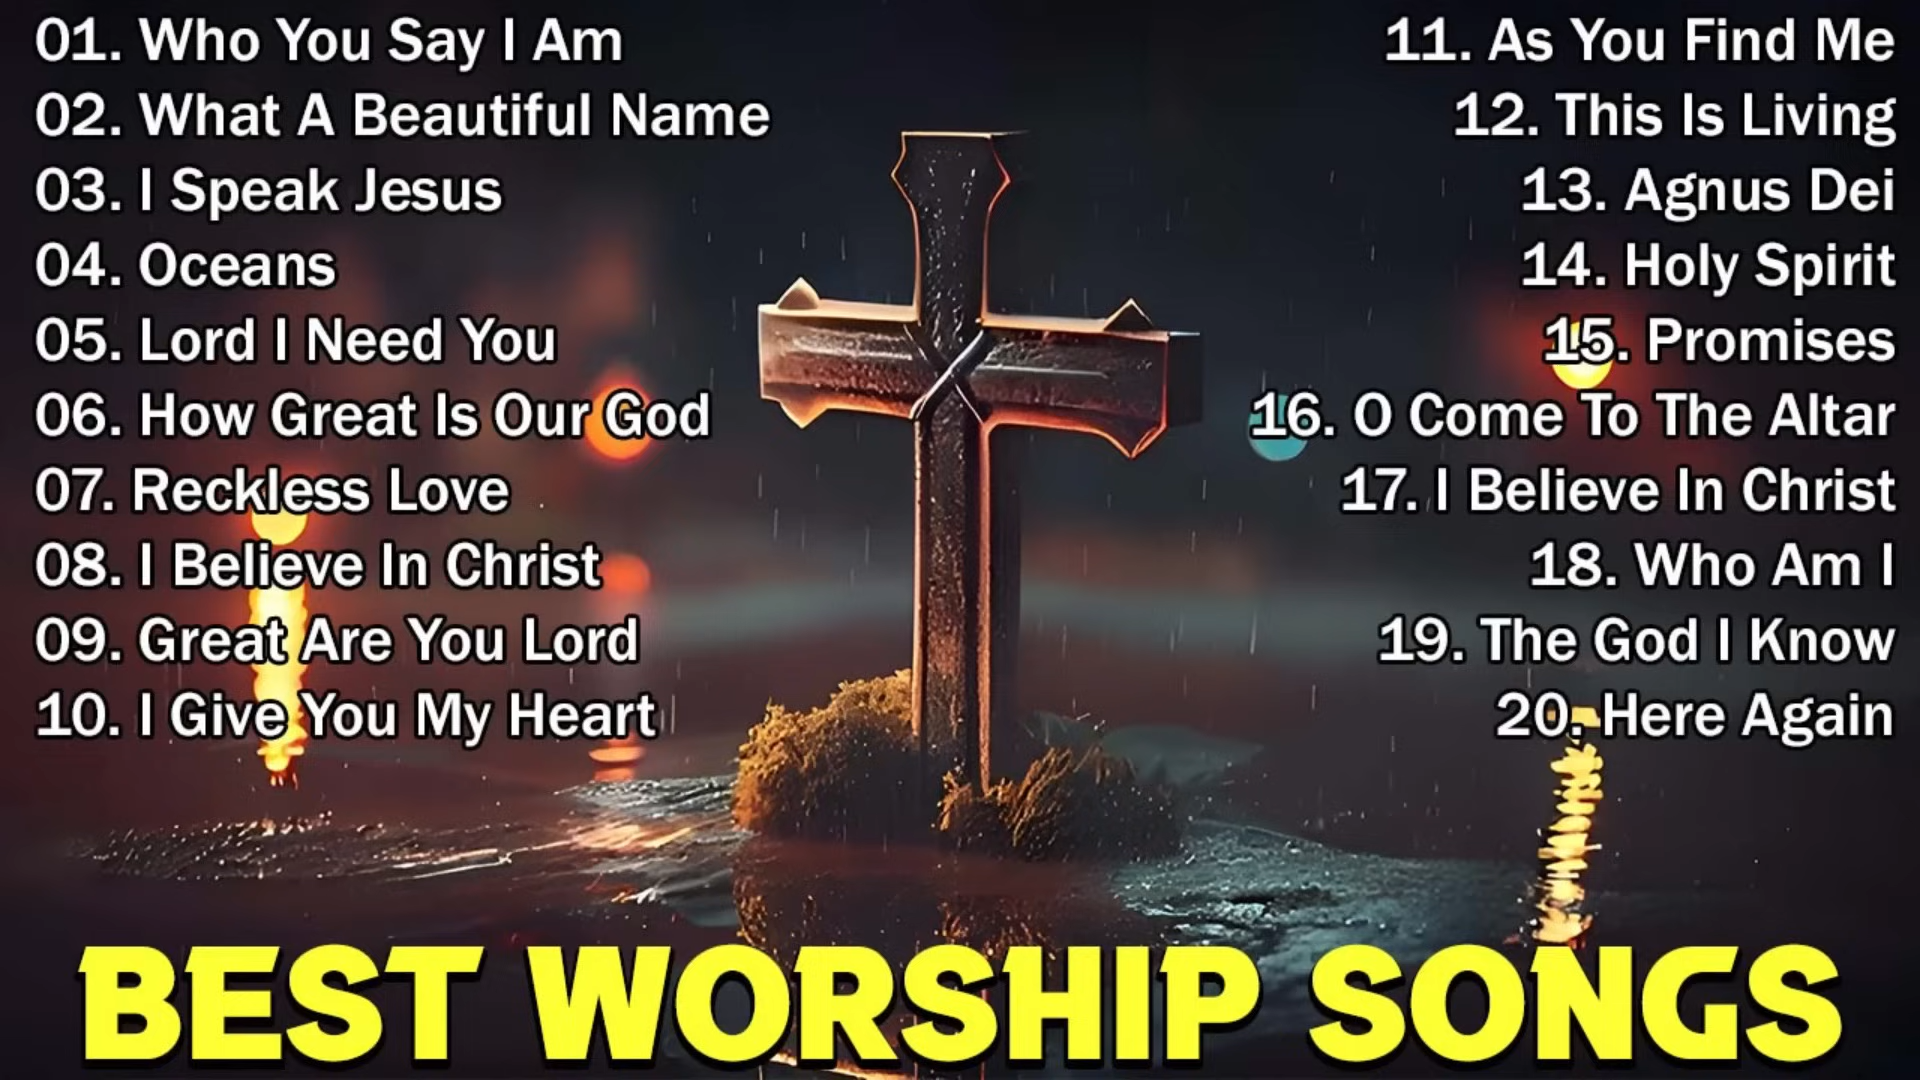 01. Who You Say I Am
02. What A Beautiful Name
03. I Speak Jesus
04. Oceans
05. Lord I Need You
06. How Great Is Our God
07. Reckless Love
08. I Believe In Christ
09. Great Are You Lord
10. I Give You My Heart
11. As You Find Me
12. This Is Living
13. Agnus Dei
14. Holy Spirit
15. Promises
16. O Come To The Altar
17. I Believe In Christ
18. Who Am I
19. The God I Know
20. Here Again
BEST WORSHIP SONGS